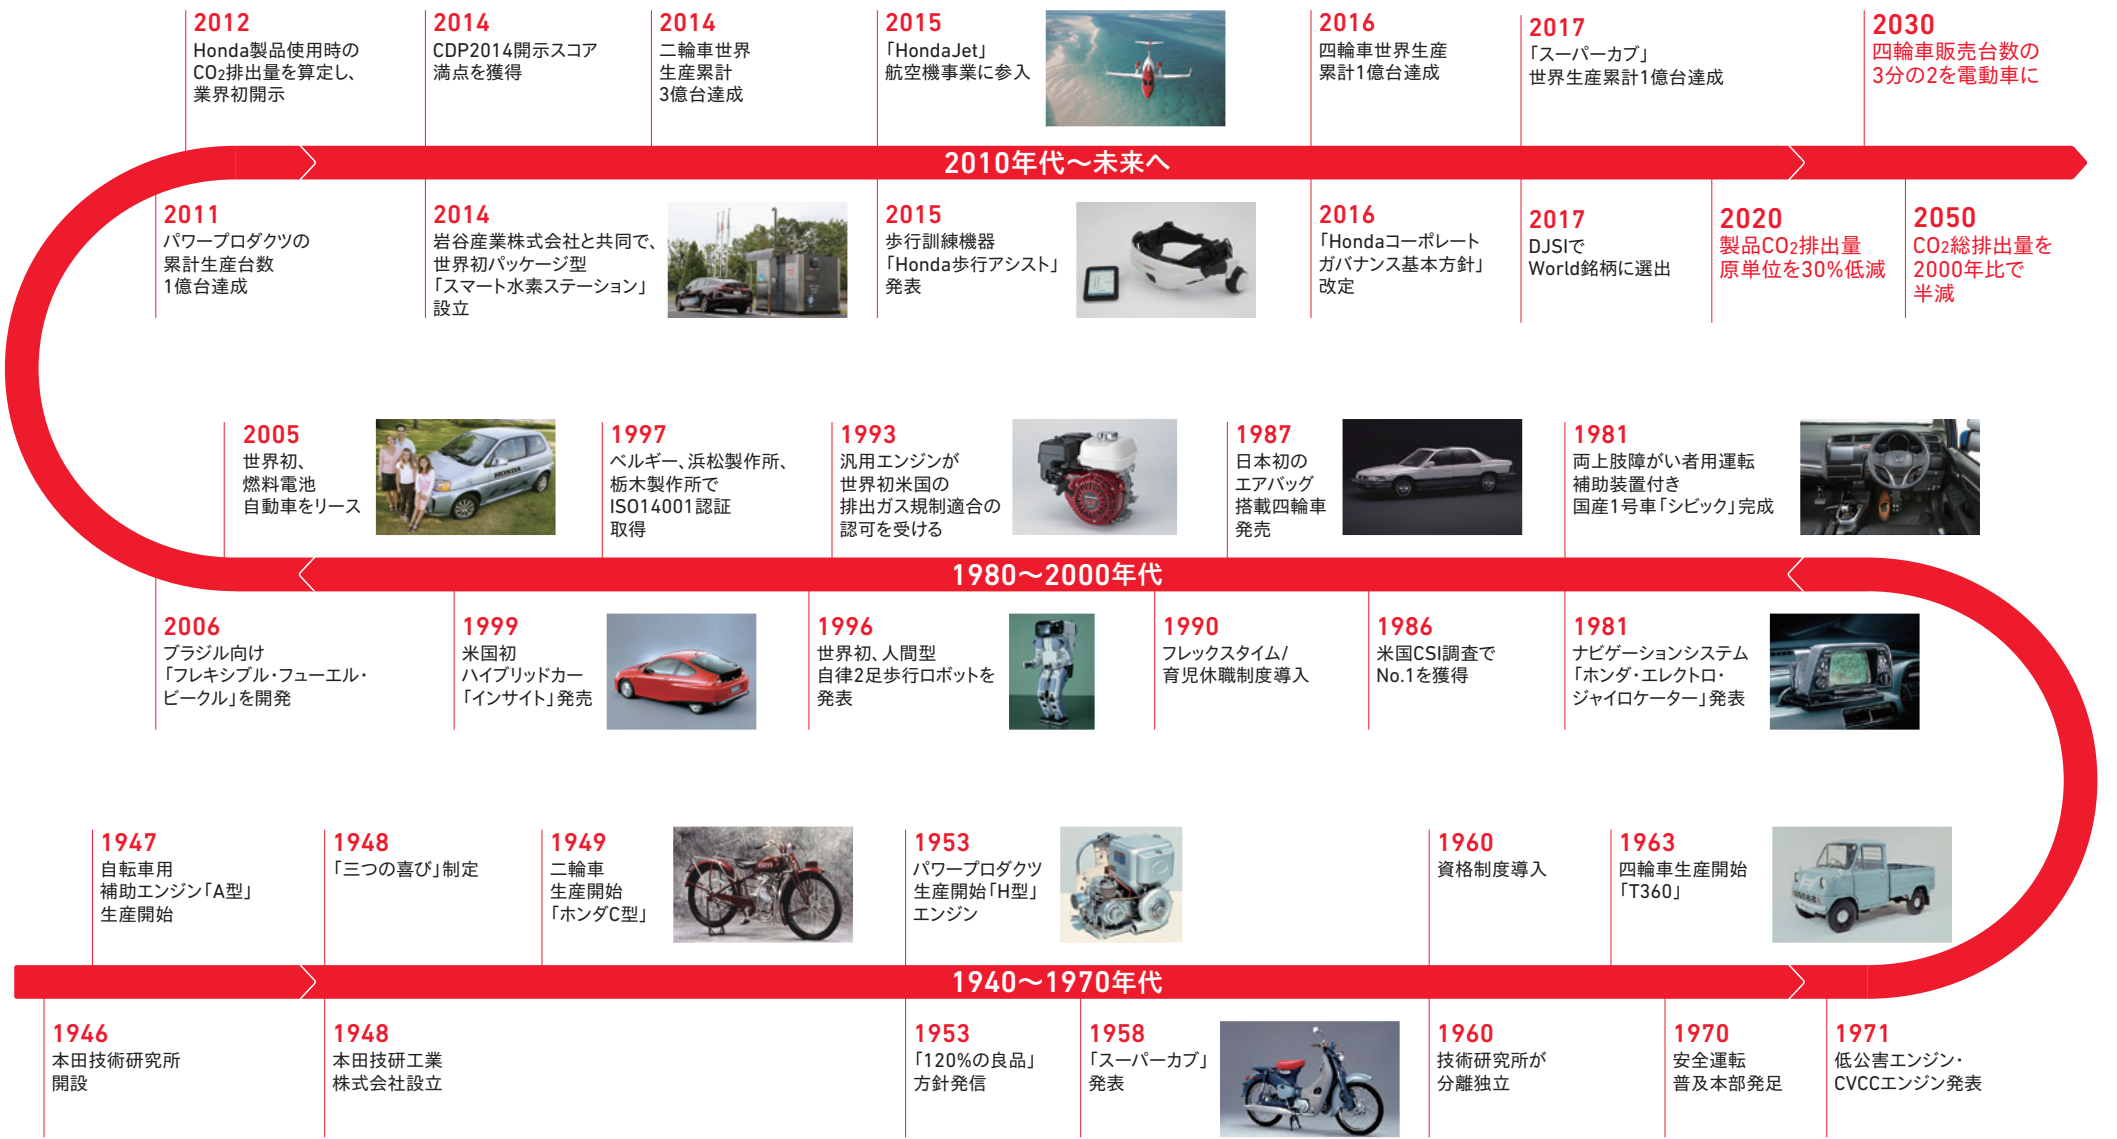 2012
Honda製品使用時の
CO2排出量を算定し、
業界初開示
2014
CDP2014開示スコア
満点を獲得
2014
二輪車世界
生産累計
3億台達成
2015
「HondaJet」
航空機事業に参入
2016
四輪車世界生産
累計1億台達成
2017
「スーパーカブ」
世界生産累計1億台達成
2030
四輪車販売台数の
3分の2を電動車に
2010年代～未来へ
2011
パワープロダクツの
累計生産台数
1億台達成
2014
岩谷産業株式会社と共同で、
世界初パッケージ型
「スマート水素ステーション」
設立
2015
歩行訓練機器
「Honda歩行アシスト」
発表
2016
「Hondaコーポレート
ガバナンス基本方針」
改定
2017
DJSIで
World銘柄に選出
2020
製品CO2排出量
原単位を30%低減
2050
CO2総排出量を
2000年比で
半減
2005
世界初、
燃料電池
自動車をリース
HONDA
1997
ベルギー、浜松製作所、
栃木製作所で
ISO14001認証
取得
1993
汎用エンジンが
世界初米国の
排出ガス規制適合の
認可を受ける
1987
日本初の
エアバッグ
搭載四輪車
発売
1981
両上肢障がい者用運転
補助装置付き
国産1号車「シビック」完成
1980～2000年代
2006
ブラジル向け
「フレキシブル・フューエル・
ビークル」を開発
1999
米国初
ハイブリッドカー
「インサイト」発売
1996
世界初、人間型
自律2足歩行ロボットを
発表
1990
フレックスタイム/
育児休職制度導入
1986
米国CSI調査で
No.1を獲得
1981
ナビゲーションシステム
「ホンダ・エレクトロ・
ジャイロケーター」発表
1947
自転車用
補助エンジン「A型」
生産開始
1948
「三つの喜び」制定
1949
二輪車
生産開始
「ホンダC型」
1953
パワープロダクツ
生産開始「H型」
エンジン
1960
資格制度導入
1963
四輪車生産開始
「T360」
1940～1970年代
1946
本田技術研究所
開設
1948
本田技研工業
株式会社設立
1953
「120%の良品」
方針発信
1958
「スーパーカブ」
発表
1960
技術研究所が
分離独立
1970
安全運転
普及本部発足
1971
低公害エンジン・
CVCCエンジン発表